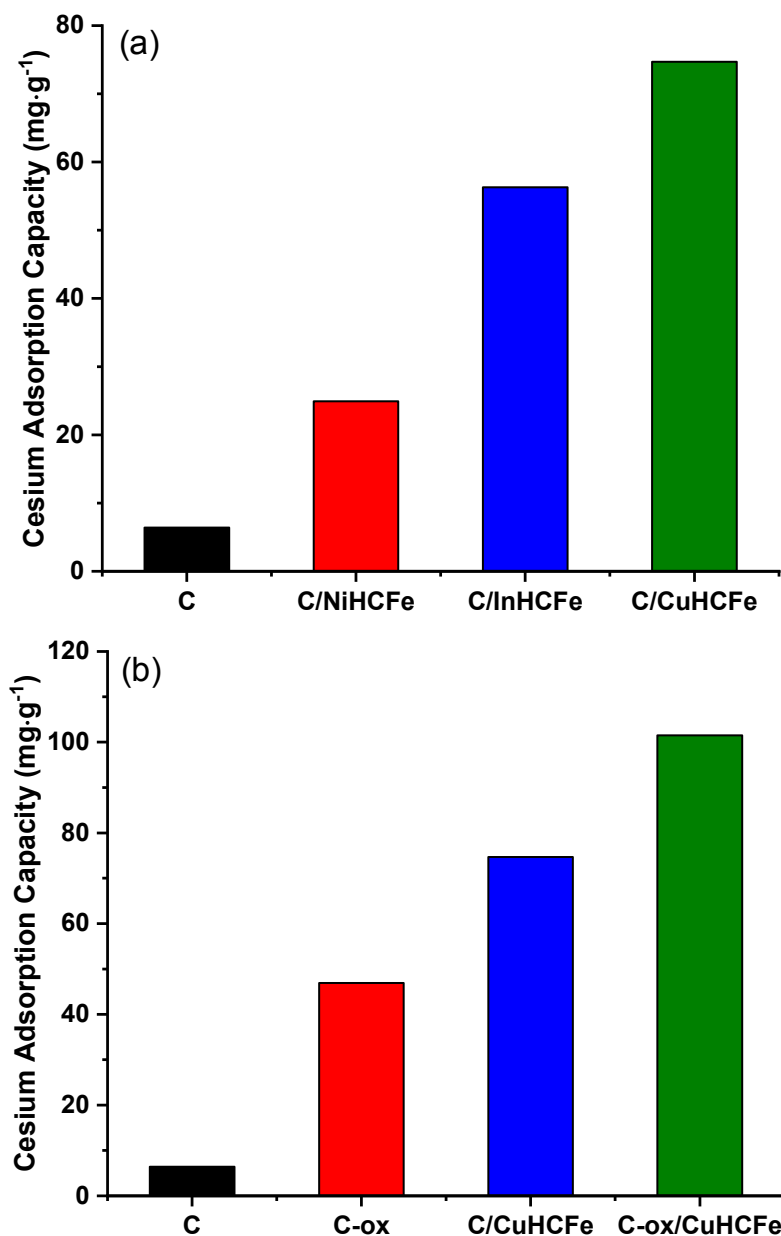 (a)
Cesium Adsorption Capacity (mg·g⁻¹)
80
60
40
20
0
C C/NiHCFe C/InHCFe C/CuHCFe
(b)
Cesium Adsorption Capacity (mg·g⁻¹)
120
100
80
60
40
20
0
C C-ox C/CuHCFe C-ox/CuHCFe